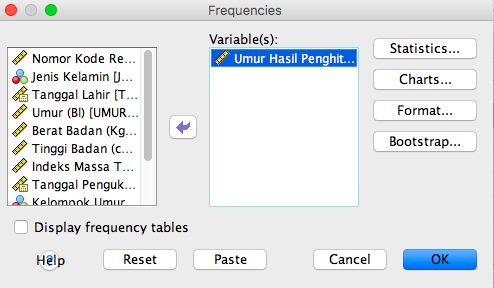 Frequencies
Variable(s):
Nomor Kode Re...
Jenis Kelamin [J...
Tanggal Lahir [T...
Umur (Bl) [UMUR...
Berat Badan (Kg...
Tinggi Badan (c...
Indeks Massa T...
Tanggal Penguk...
Kelompok Umur
Umur Hasil Penghit...
Statistics...
Charts...
Format...
Bootstrap...
Display frequency tables
Help
Reset
Paste
Cancel
OK